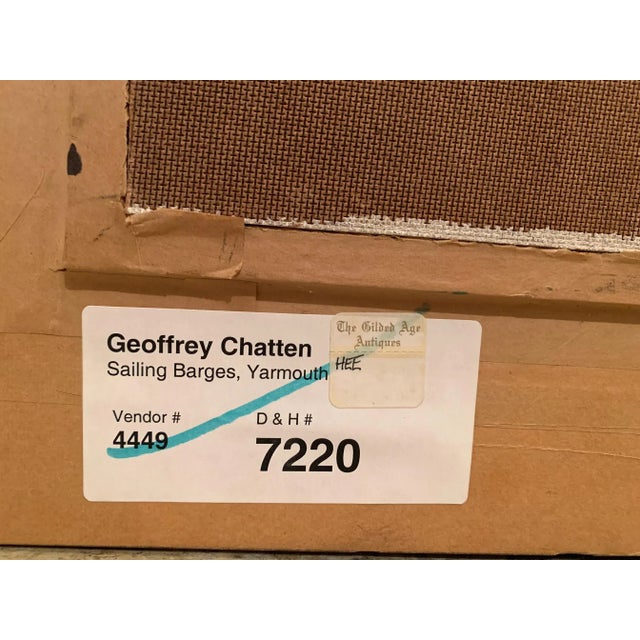 Geoffrey Chatten
Sailing Barges, Yarmouth
The Gilded Age
Antiques
HEE
Vendor #
4449
D & H #
7220